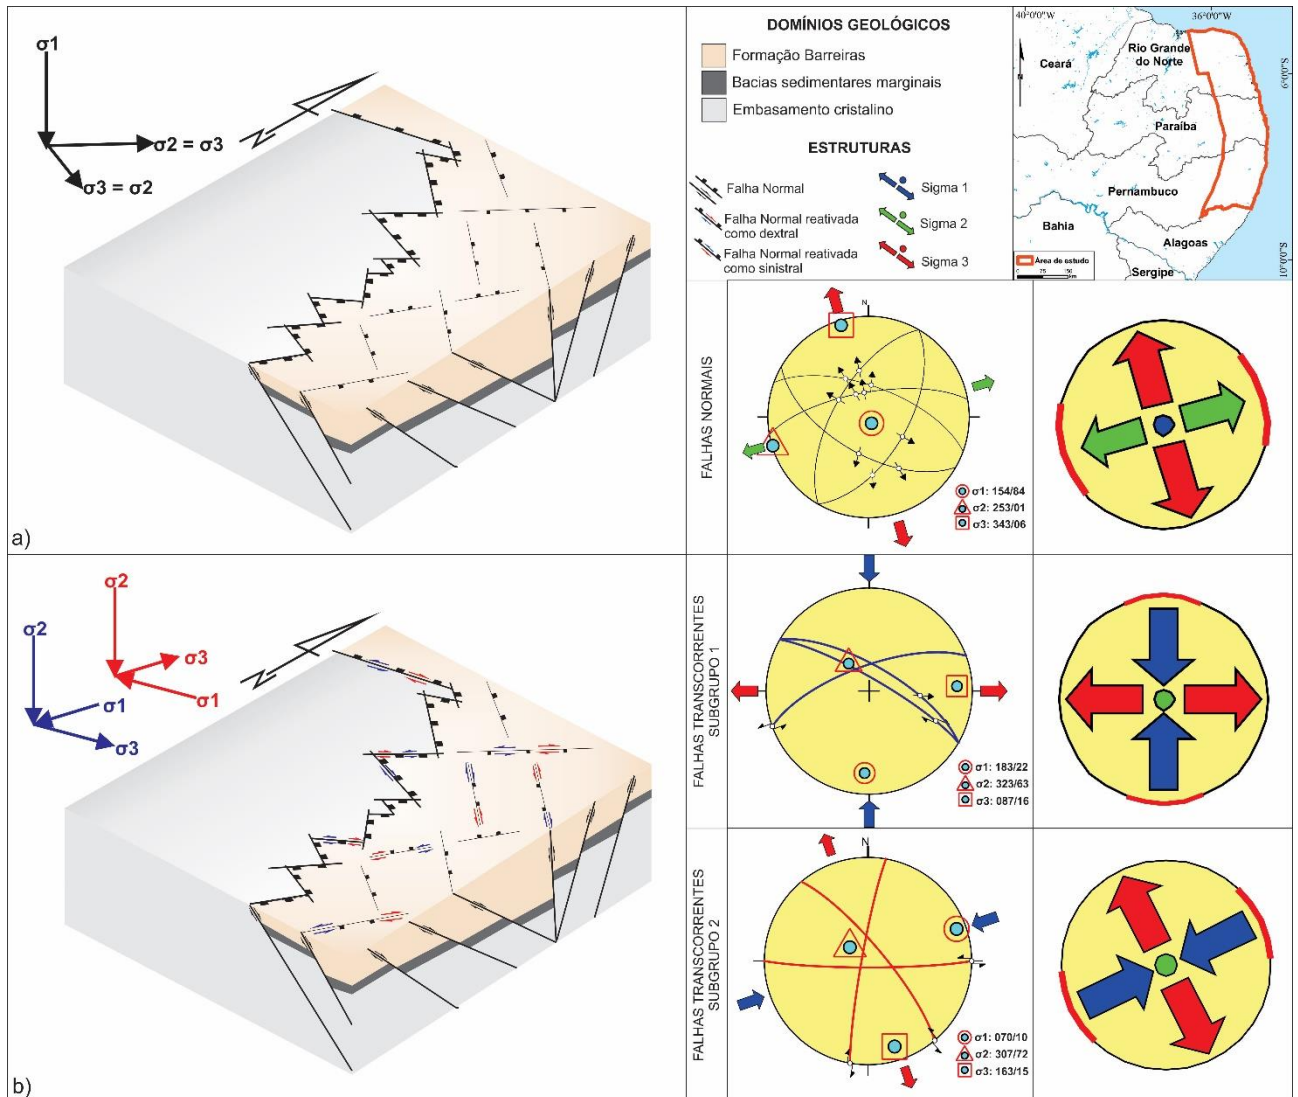 σ1
σ2 = σ3
σ3 = σ2
N
a)
DOMÍNIOS GEOLÓGICOS
Formação Barreiras
Bacias sedimentares marginais
Embasamento cristalino
ESTRUTURAS
Falha Normal
Falha Normal reativada
como dextral
Falha Normal reativada
como sinistral
Sigma 1
Sigma 2
Sigma 3
40°0'0"W
36°0'0"W
Ceará
Rio Grande
do Norte
Paraíba
Pernambuco
Bahia
Alagoas
Sergipe
N
Área de estudo
0 25 50 100 150
km
10°0'0"S
FALHAS NORMAIS
N
σ1: 154/84
σ2: 253/01
σ3: 343/06
σ2
σ2
σ3
σ1
σ1
σ3
N
b)
FALHAS TRANSCORRENTES
SUBGRUPO 1
σ1: 183/22
σ2: 323/63
σ3: 087/16
FALHAS TRANSCORRENTES
SUBGRUPO 2
N
σ1: 070/10
σ2: 307/72
σ3: 163/15